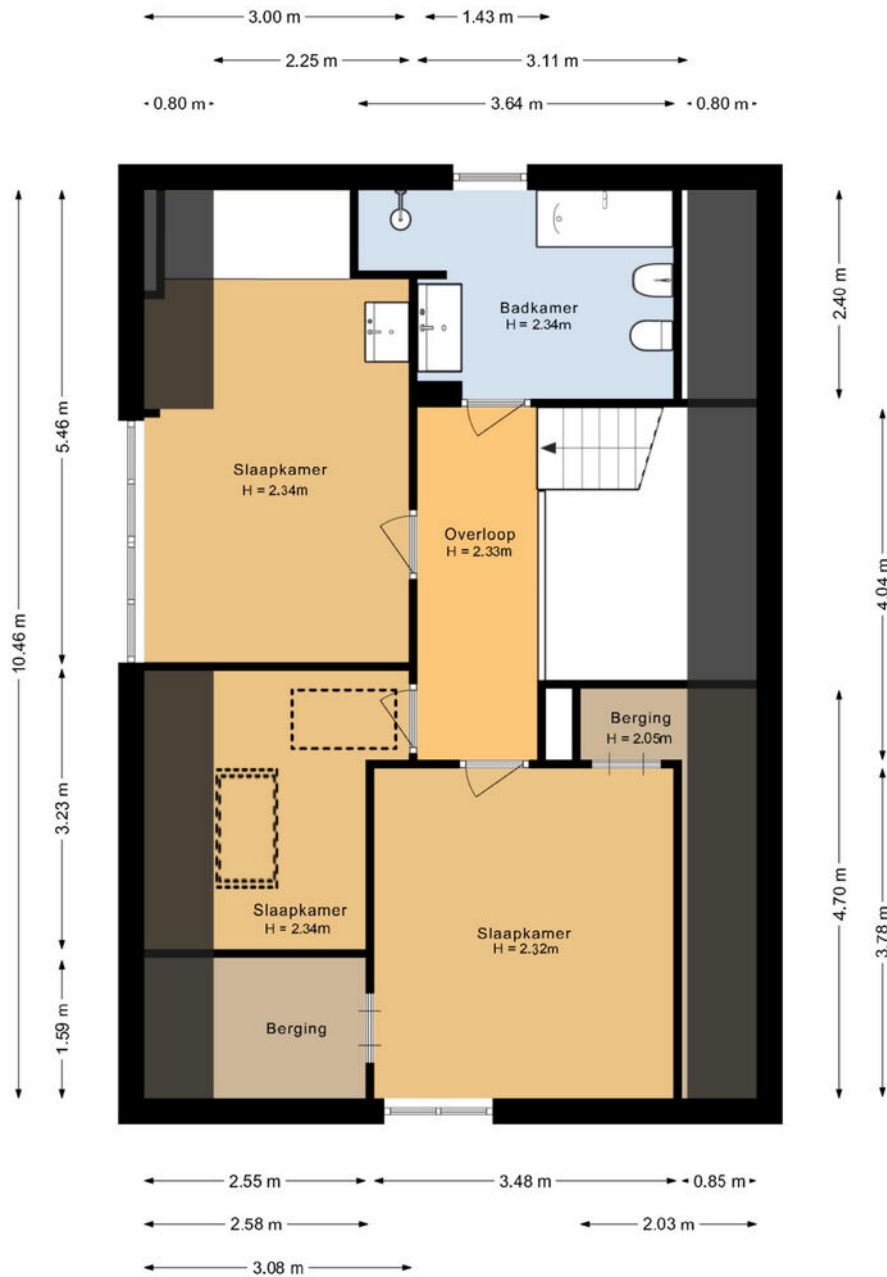 3.00 m
1.43 m
2.25 m
3.11 m
0.80 m
3.64 m
0.80 m
Badkamer
H = 2.34m
2.40 m
5.46 m
Slaapkamer
H = 2.34m
Overloop
H = 2.33m
4.04 m
10.46 m
Berging
H = 2.05m
3.23 m
4.70 m
Slaapkamer
H = 2.34m
Slaapkamer
H = 2.32m
3.78 m
1.59 m
Berging
2.55 m
3.48 m
0.85 m
2.58 m
2.03 m
3.08 m